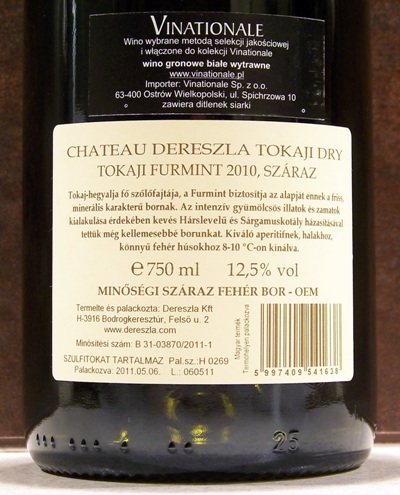 VINATIONALE
Wino wybrane metodą selekcji jakościowej
i włączone do kolekcji Vinationale
wino gronowe białe wytrawne
www.vinationale.pl
Importer: Vinationale Sp. z o.o.
63-400 Ostrów Wielkopolski, ul. Spichrzowa 10
zawiera ditlenek siarki
CHATEAU DERESZLA TOKAJI DRY
TOKAJI FURMINT 2010, SZÁRAZ
Tokaj-hegyalja fő szőlőfajtája, a Furmint biztosítja az alapját ennek a friss,
minerális karakterű bornak. Az intenzív gyümölcsös illatok és zamatok
kialakulása érdekében kevés Hárslevelű és Sárgamuskotály házasításával
tettük még kellemesebbé borunkat. Kiváló aperitifnek, halakhoz,
könnyű fehér húsokhoz 8-10 °C-on kínálva.
℮ 750 ml 12,5% vol
MINŐSÉGI SZÁRAZ FEHÉR BOR - OEM
Termelte és palackozta: Dereszla Kft
H-3916 Bodrogkeresztúr, Felső u. 2
www.dereszla.com
Minősítési szám: B 31-03870/2011-1
SZULFITOKAT TARTALMAZ Pal.sz.:H 0269
Palackozva: 2011.05.06. L.: 060511
Magyar termék
Termőhelyen palackozva
5 997409 541638
25